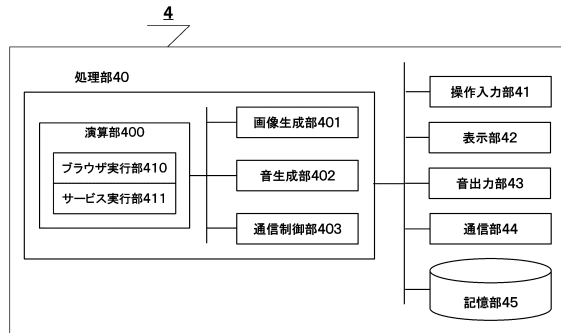 4
処理部40
演算部400
ブラウザ実行部410
サービス実行部411
画像生成部401
音生成部402
通信制御部403
操作入力部41
表示部42
音出力部43
通信部44
記憶部45